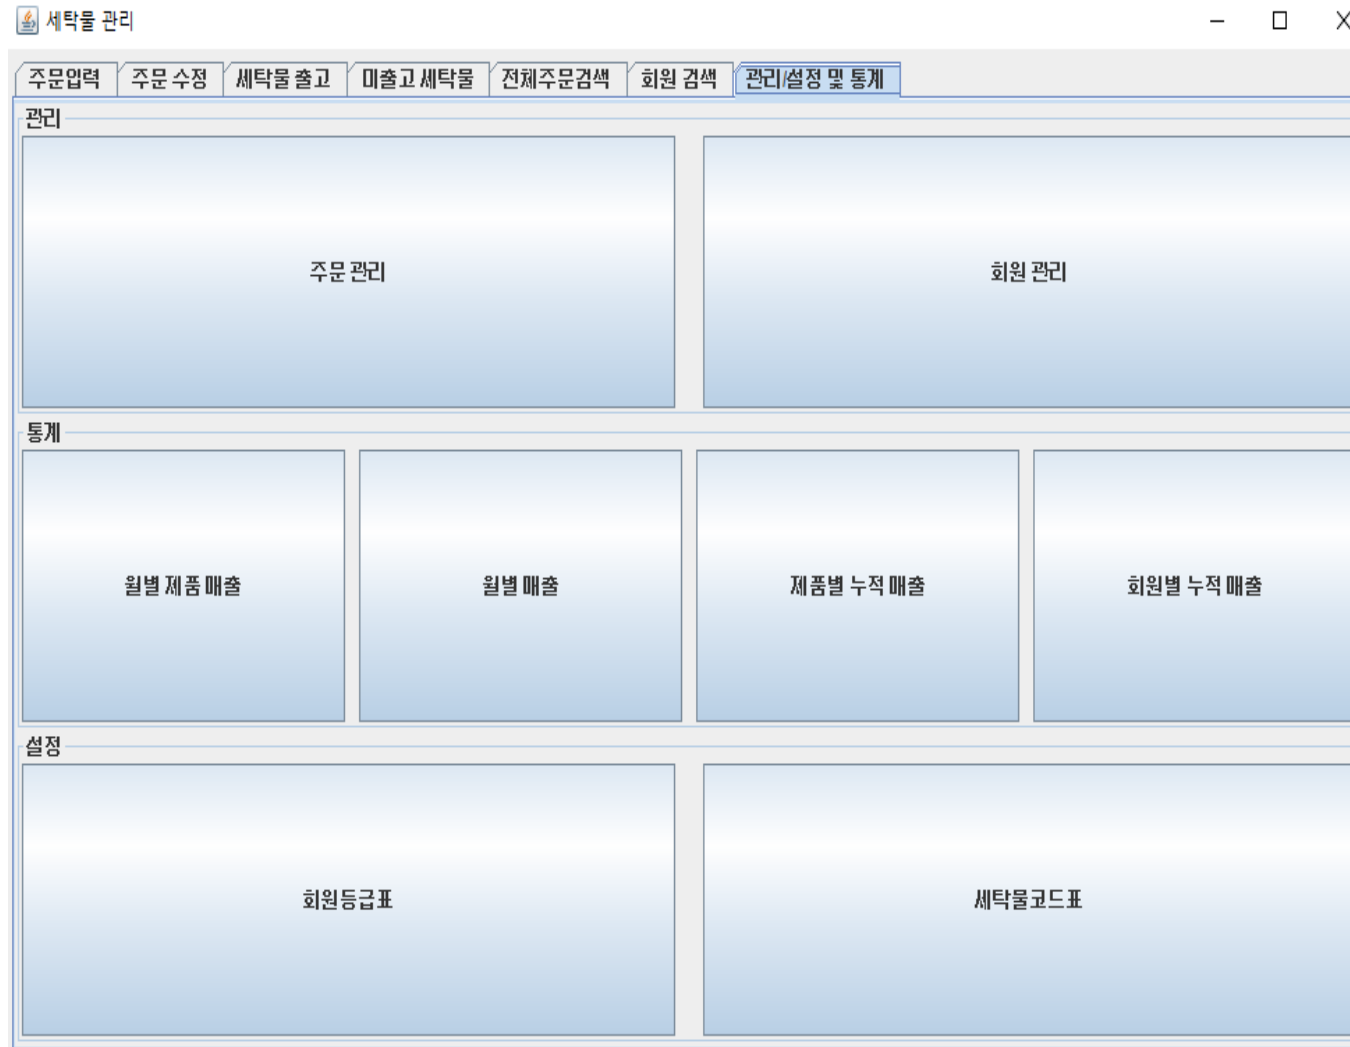 세탁물 관리
주문입력 주문 수정 세탁물 출고 미출고 세탁물 전체주문검색 회원 검색 관리/설정 및 통계
관리
주문 관리 회원 관리
통계
월별 제품 매출 월별 매출 제품별 누적 매출 회원별 누적 매출
설정
회원등급표 세탁물코드표